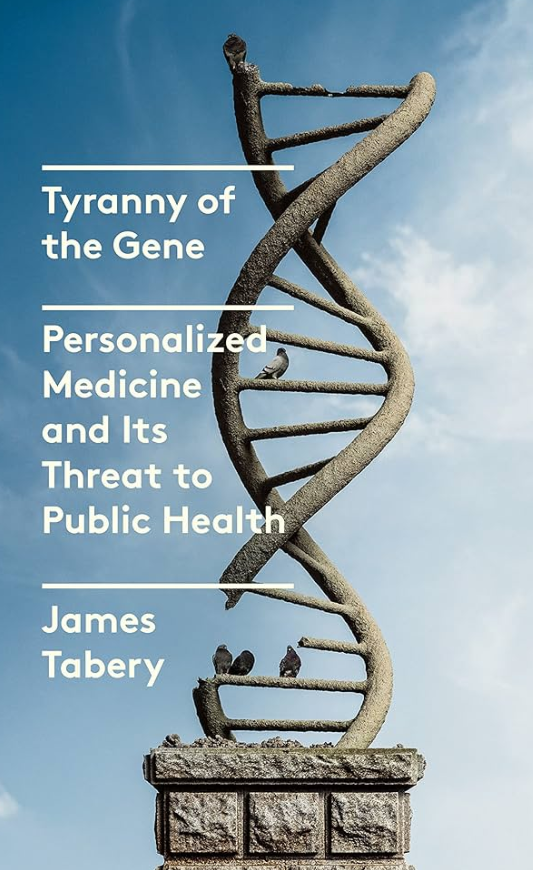 Tyranny of
the Gene
Personalized
Medicine
and Its
Threat to
Public Health
James
Tabery